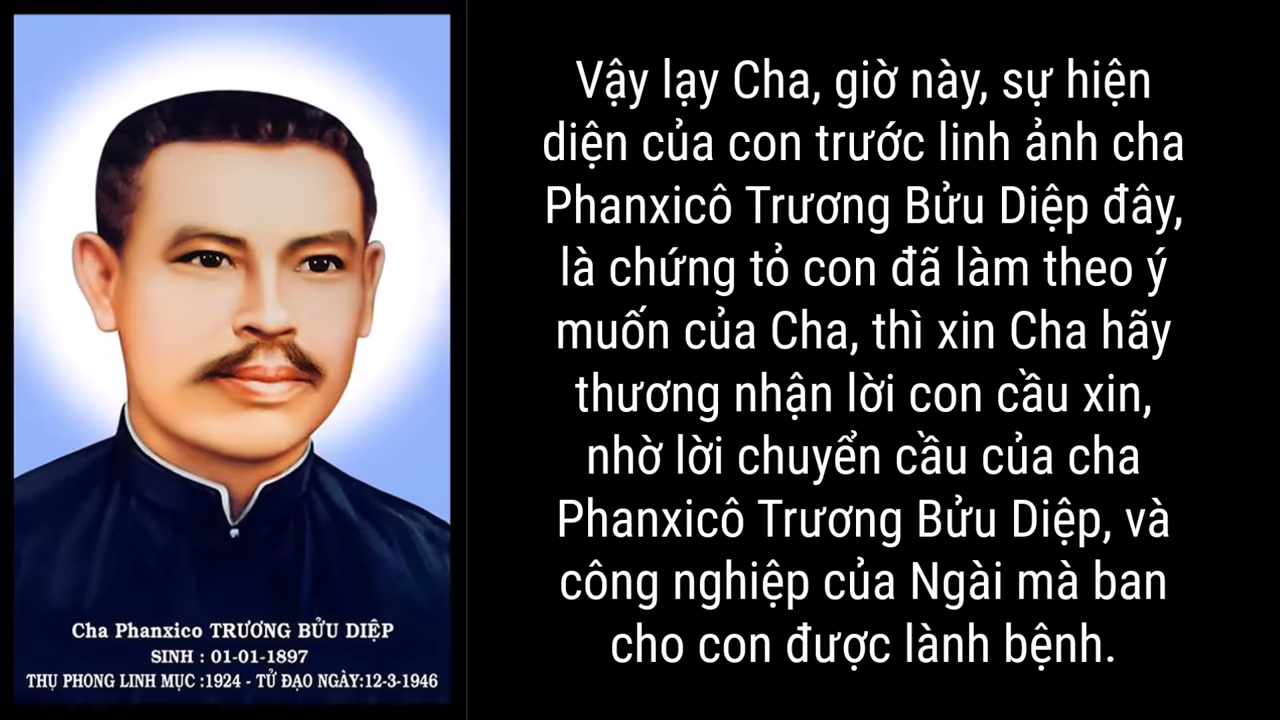 Vậy lạy Cha, giờ này, sự hiện
diện của con trước linh ảnh cha
Phanxicô Trương Bửu Diệp đây,
là chứng tỏ con đã làm theo ý
muốn của Cha, thì xin Cha hãy
thương nhận lời con cầu xin,
nhờ lời chuyển cầu của cha
Phanxicô Trương Bửu Diệp, và
công nghiệp của Ngài mà ban
cho con được lành bệnh.
Cha Phanxico TRƯƠNG BỬU DIỆP
SINH : 01-01-1897
THỤ PHONG LINH MỤC :1924 - TỬ ĐẠO NGÀY:12-3-1946